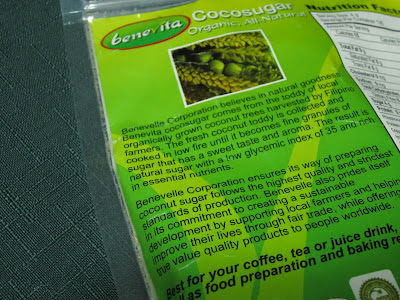 Cocosugar
benevita
Organic, All-Natural
Nutrition Facts
Benevelle Corporation believes in natural goodness.
Benevita cocosugar comes from the toddy of local
organically grown coconut trees harvested by Filipino
farmers. The fresh coconut toddy is collected and
cooked in low fire until it becomes fine granules of
sugar that has a sweet taste and aroma. The result is
natural sugar with a low glycemic index of 35 and rich
in essential nutrients.
Benevelle Corporation ensures its way of preparing
coconut sugar follows the highest quality and strictest
standards of production. Benevelle also prides itself
in its commitment to creating a sustainable
development by supporting local farmers and helping
improve their lives through fair trade, while offering
true value quality products to people worldwide.
Best for your coffee, tea or juice drink,
as food preparation and baking